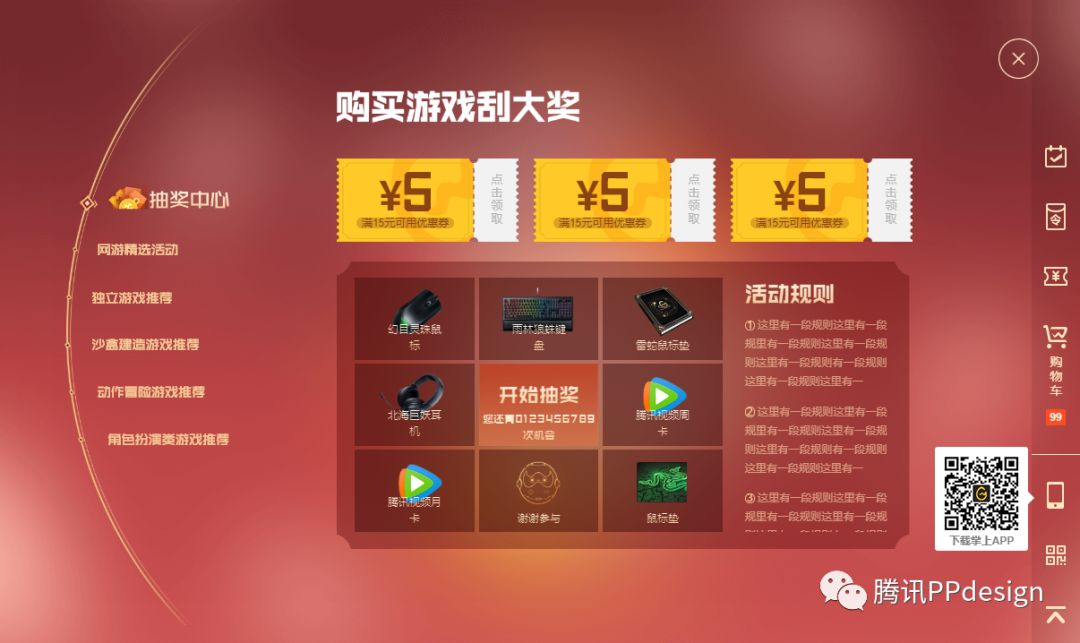 购买游戏刮大奖
抽奖中心
网游精选活动
独立游戏推荐
沙盒建造游戏推荐
动作冒险游戏推荐
角色扮演类游戏推荐
¥5
满15元可用优惠券
点击领取
¥5
满15元可用优惠券
点击领取
¥5
满15元可用优惠券
点击领取
幻目灵珠鼠
标
雨林狼蛛键
盘
雷蛇鼠标垫
北海巨妖耳
机
开始抽奖
您还有0123456789
次机会
腾讯视频周
卡
腾讯视频月
卡
谢谢参与
鼠标垫
活动规则
①这里有一段规则这里有一段
规里有一段规则这里有一段规
则这里有一段规则有一段规则
这里有一段规则这里有一
②这里有一段规则这里有一段
规里有一段规则这里有一段规
则这里有一段规则有一段规则
这里有一段规则这里有一
③这里有一段规则这里有一段
规里有一段规则这里有一段规
则这里有一段规则有一段规则
令
¥
购物车
99
G
下载掌上APP
腾讯PPdesign